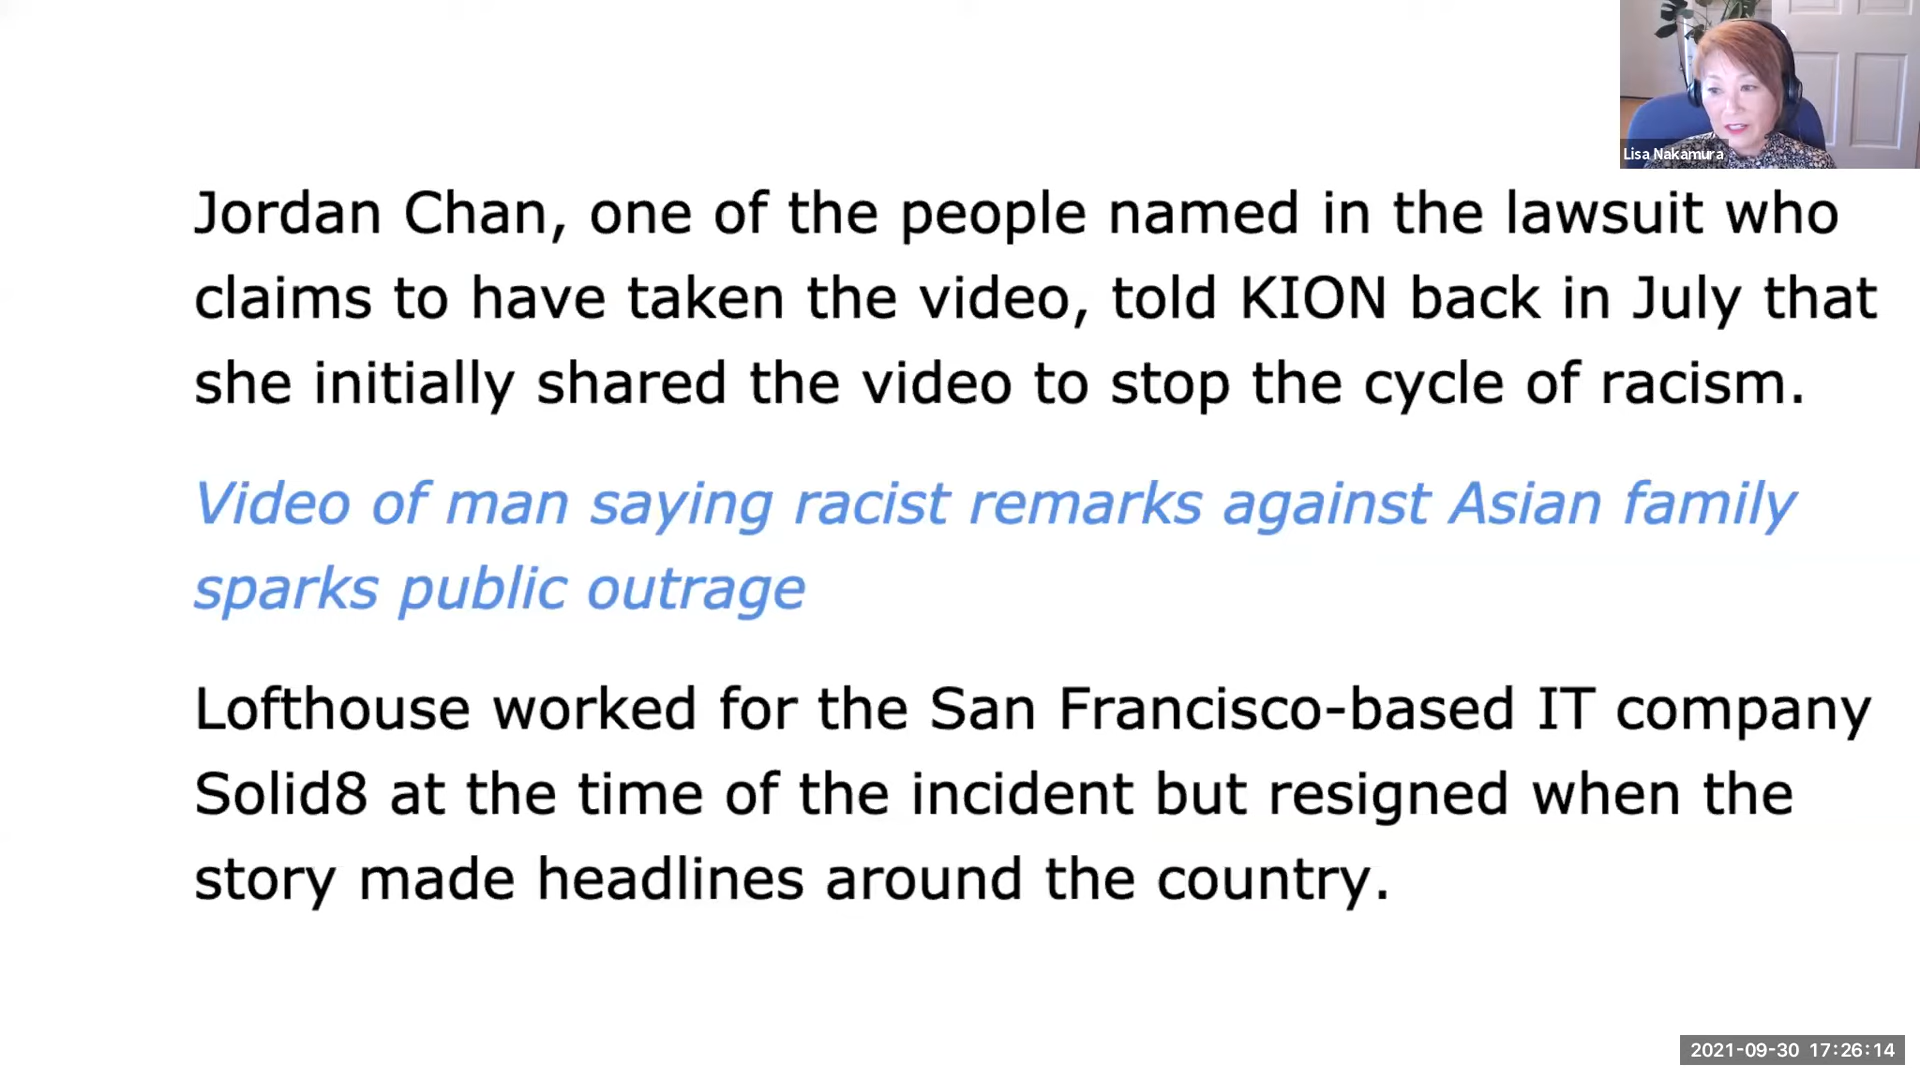 Lisa Nakamura
Jordan Chan, one of the people named in the lawsuit who
claims to have taken the video, told KION back in July that
she initially shared the video to stop the cycle of racism.
Video of man saying racist remarks against Asian family
sparks public outrage
Lofthouse worked for the San Francisco-based IT company
Solid8 at the time of the incident but resigned when the
story made headlines around the country.
2021-09-30 17:26:14